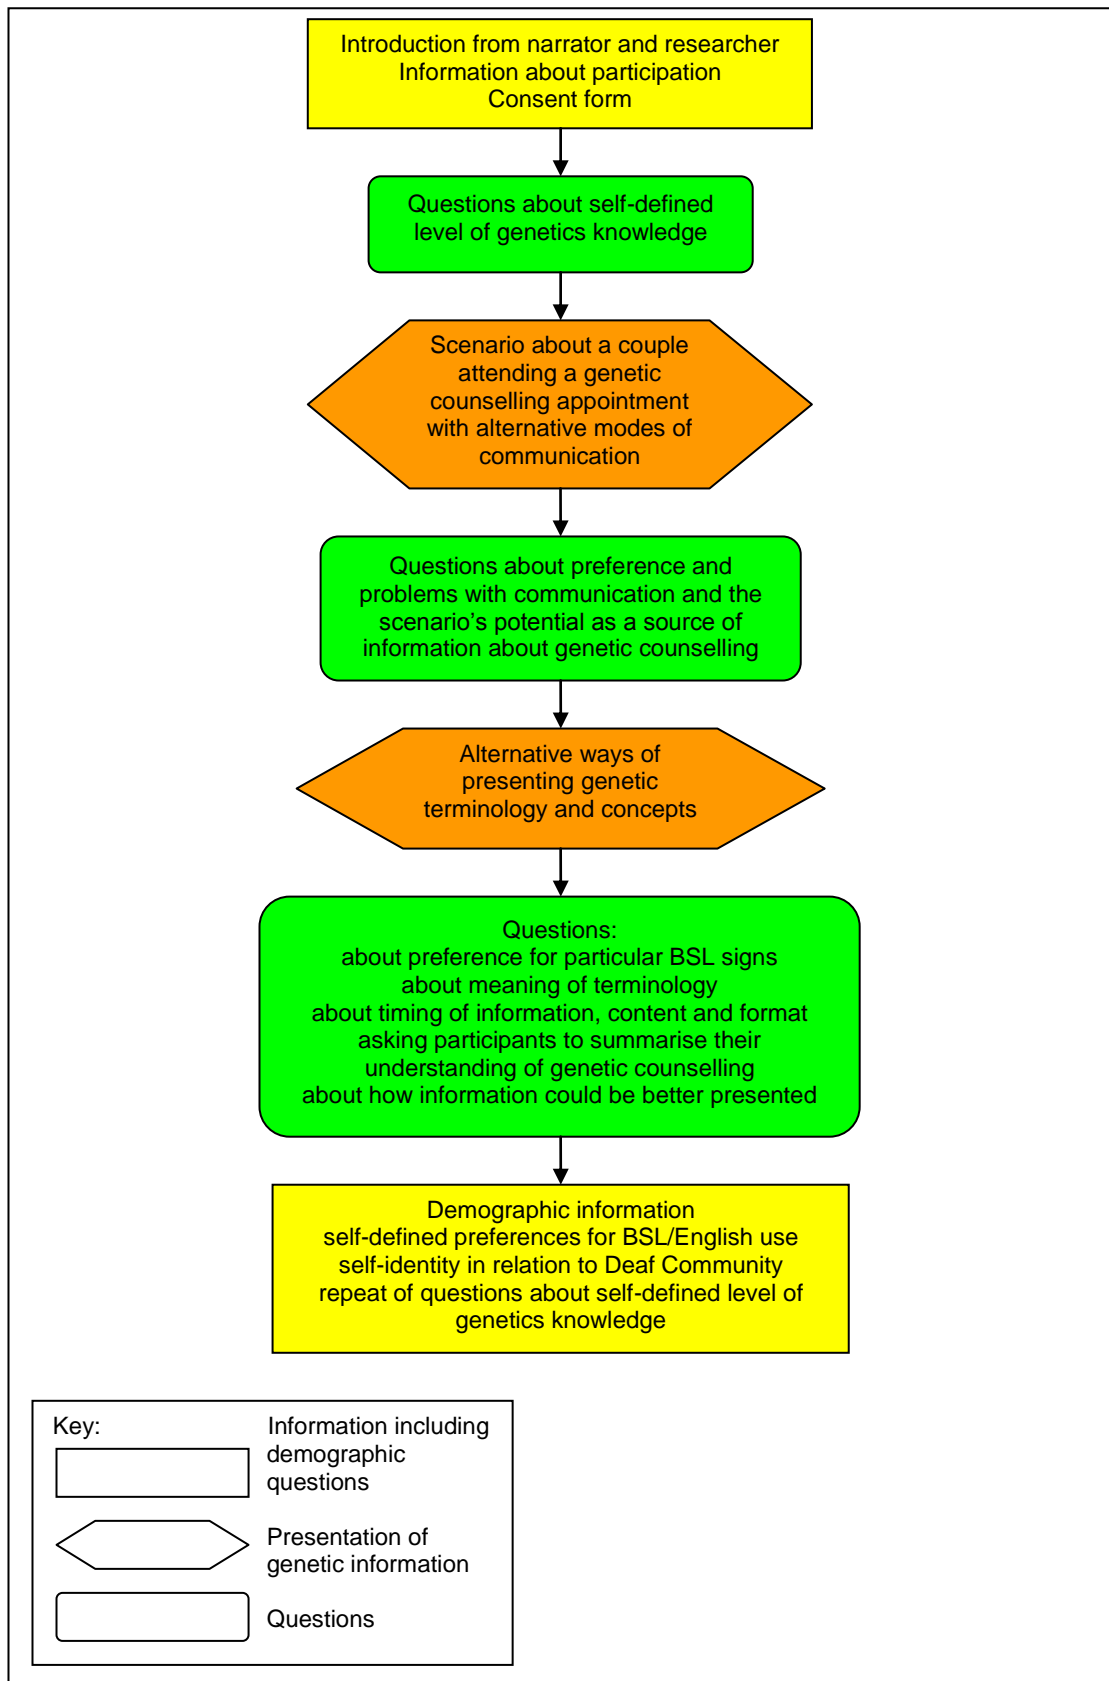 Introduction from narrator and researcher
Information about participation
Consent form
Questions about self-defined
level of genetics knowledge
Scenario about a couple
attending a genetic
counselling appointment
with alternative modes of
communication
Questions about preference and
problems with communication and the
scenario’s potential as a source of
information about genetic counselling
Alternative ways of
presenting genetic
terminology and concepts
Questions:
about preference for particular BSL signs
about meaning of terminology
about timing of information, content and format
asking participants to summarise their
understanding of genetic counselling
about how information could be better presented
Demographic information
self-defined preferences for BSL/English use
self-identity in relation to Deaf Community
repeat of questions about self-defined level of
genetics knowledge
Key:
Information including
demographic
questions
Presentation of
genetic information
Questions